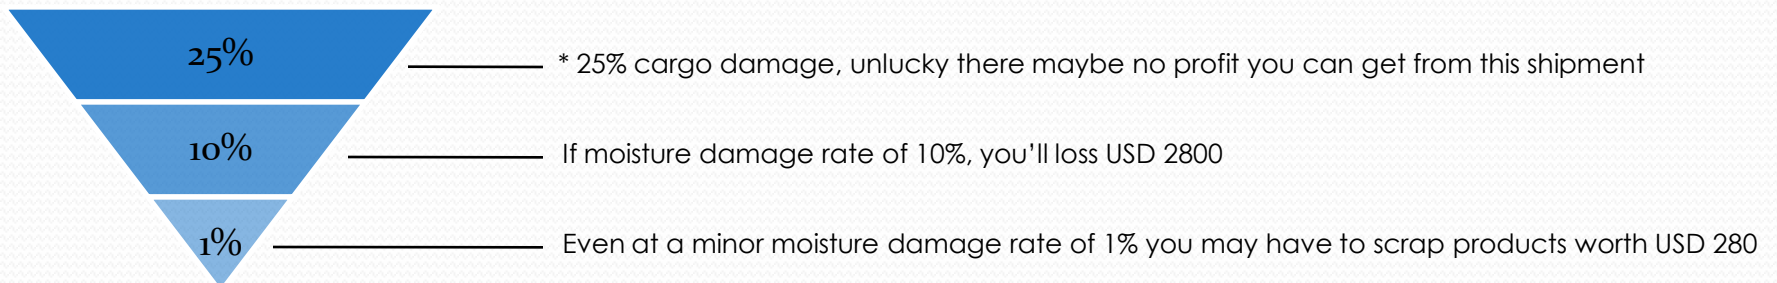 25%
* 25% cargo damage, unlucky there maybe no profit you can get from this shipment
10%
If moisture damage rate of 10%, you’ll loss USD 2800
1%
Even at a minor moisture damage rate of 1% you may have to scrap products worth USD 280